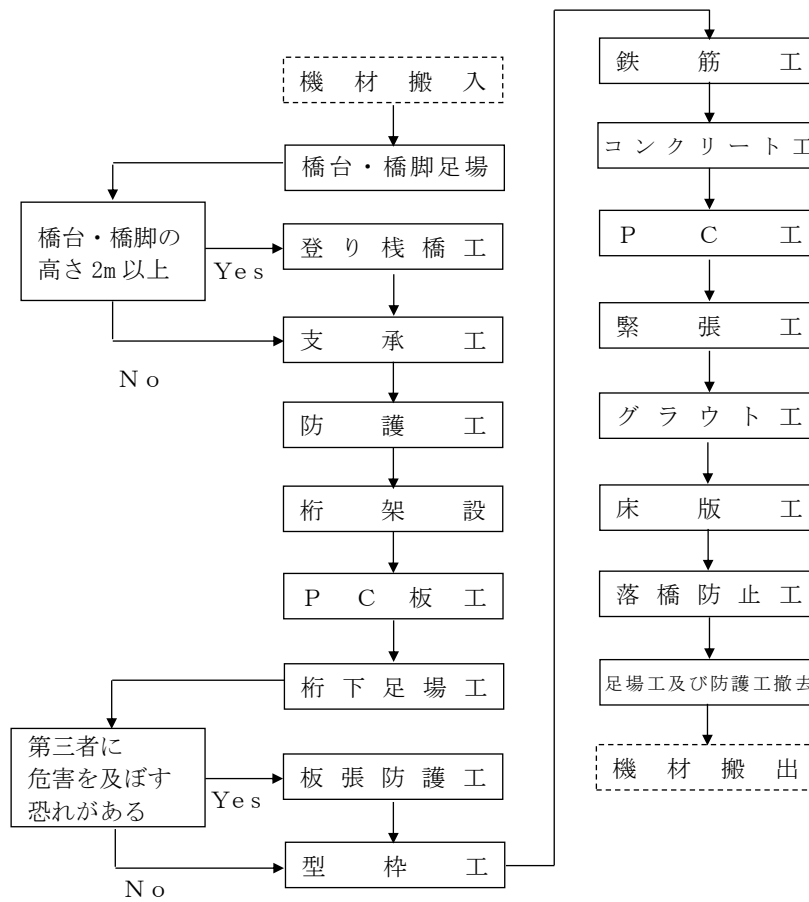 機材搬入
橋台・橋脚足場
橋台・橋脚の
高さ2m以上
Yes
登り桟橋工
No
支承工
防護工
桁架設
PC板工
桁下足場工
第三者に
危害を及ぼす
恐れがある
Yes
板張防護工
No
型枠工
鉄筋工
コンクリート工
PC工
緊張工
グラウト工
床版工
落橋防止工
足場工及び防護工撤去
機材搬出